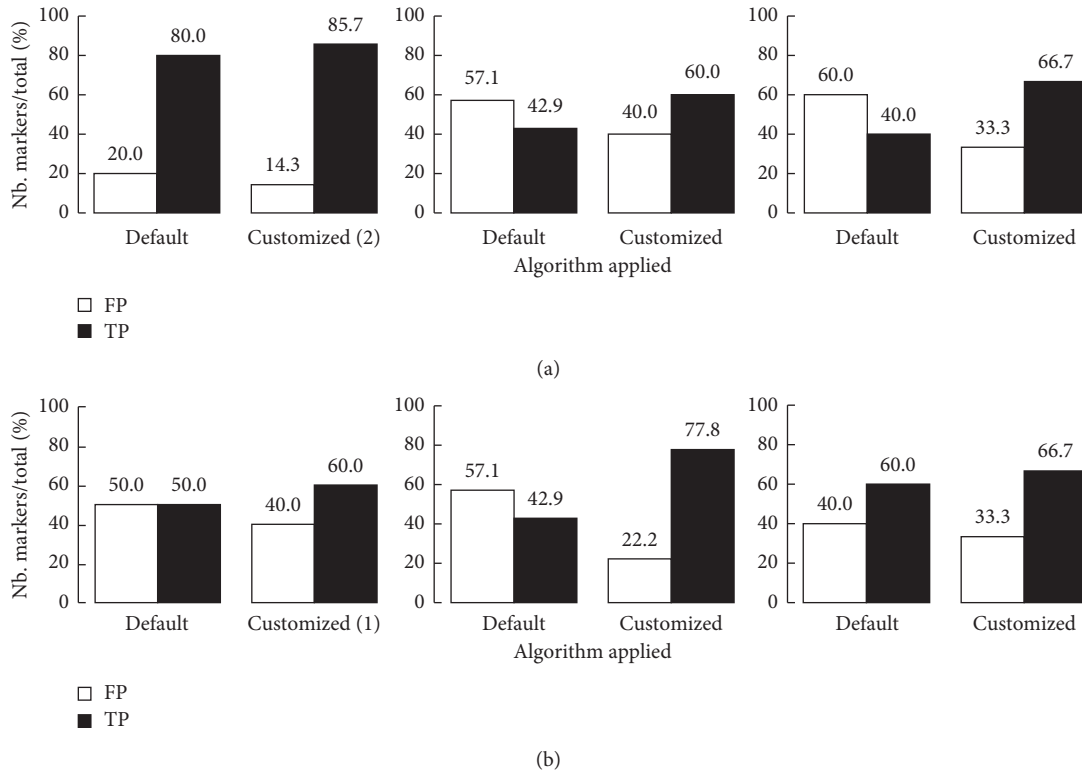 Nb. markers/total (%)
100
80
60
40
20
0
20.0
80.0
14.3
85.7
Default
Customized (2)
100
80
60
40
20
0
57.1
42.9
40.0
60.0
Default
Customized
100
80
60
40
20
0
60.0
40.0
33.3
66.7
Default
Customized
Algorithm applied
FP
TP
(a)
Nb. markers/total (%)
100
80
60
40
20
0
50.0
50.0
40.0
60.0
Default
Customized (1)
100
80
60
40
20
0
57.1
42.9
22.2
77.8
Default
Customized
100
80
60
40
20
0
40.0
60.0
33.3
66.7
Default
Customized
Algorithm applied
FP
TP
(b)